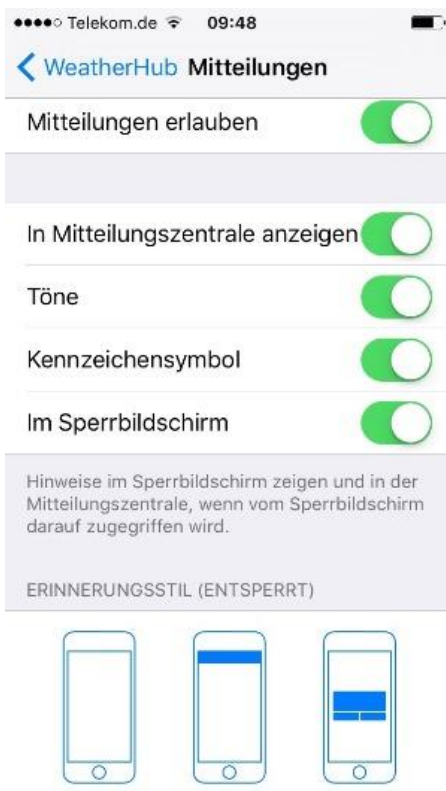 Telekom.de 09:48
WeatherHub Mitteilungen
Mitteilungen erlauben
In Mitteilungszentrale anzeigen
Töne
Kennzeichensymbol
Im Sperrbildschirm
Hinweise im Sperrbildschirm zeigen und in der
Mitteilungszentrale, wenn vom Sperrbildschirm
darauf zugegriffen wird.
ERINNERUNGSSTIL (ENTSPERRT)